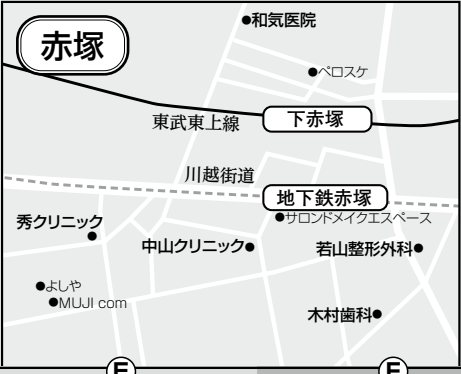 赤塚
●和気医院
●ペロスケ
東武東上線
下赤塚
川越街道
地下鉄赤塚
●サロンドメイクエスペース
秀クリニック
中山クリニック●
若山整形外科●
●よしや
●MUJI com
木村歯科●
E
F